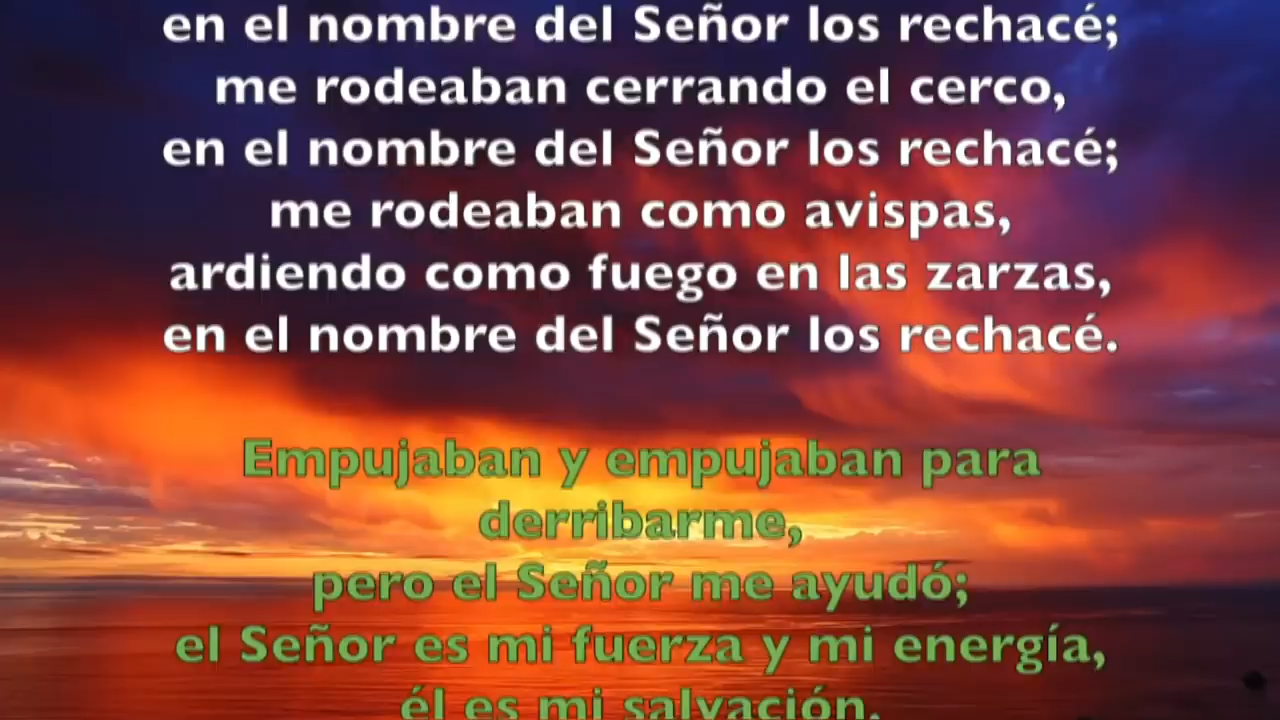 en el nombre del Señor los rechacé;
me rodeaban cerrando el cerco,
en el nombre del Señor los rechacé;
me rodeaban como avispas,
ardiendo como fuego en las zarzas,
en el nombre del Señor los rechacé.
Empujaban y empujaban para
derribarme,
pero el Señor me ayudó;
el Señor es mi fuerza y mi energía,
él es mi salvación.